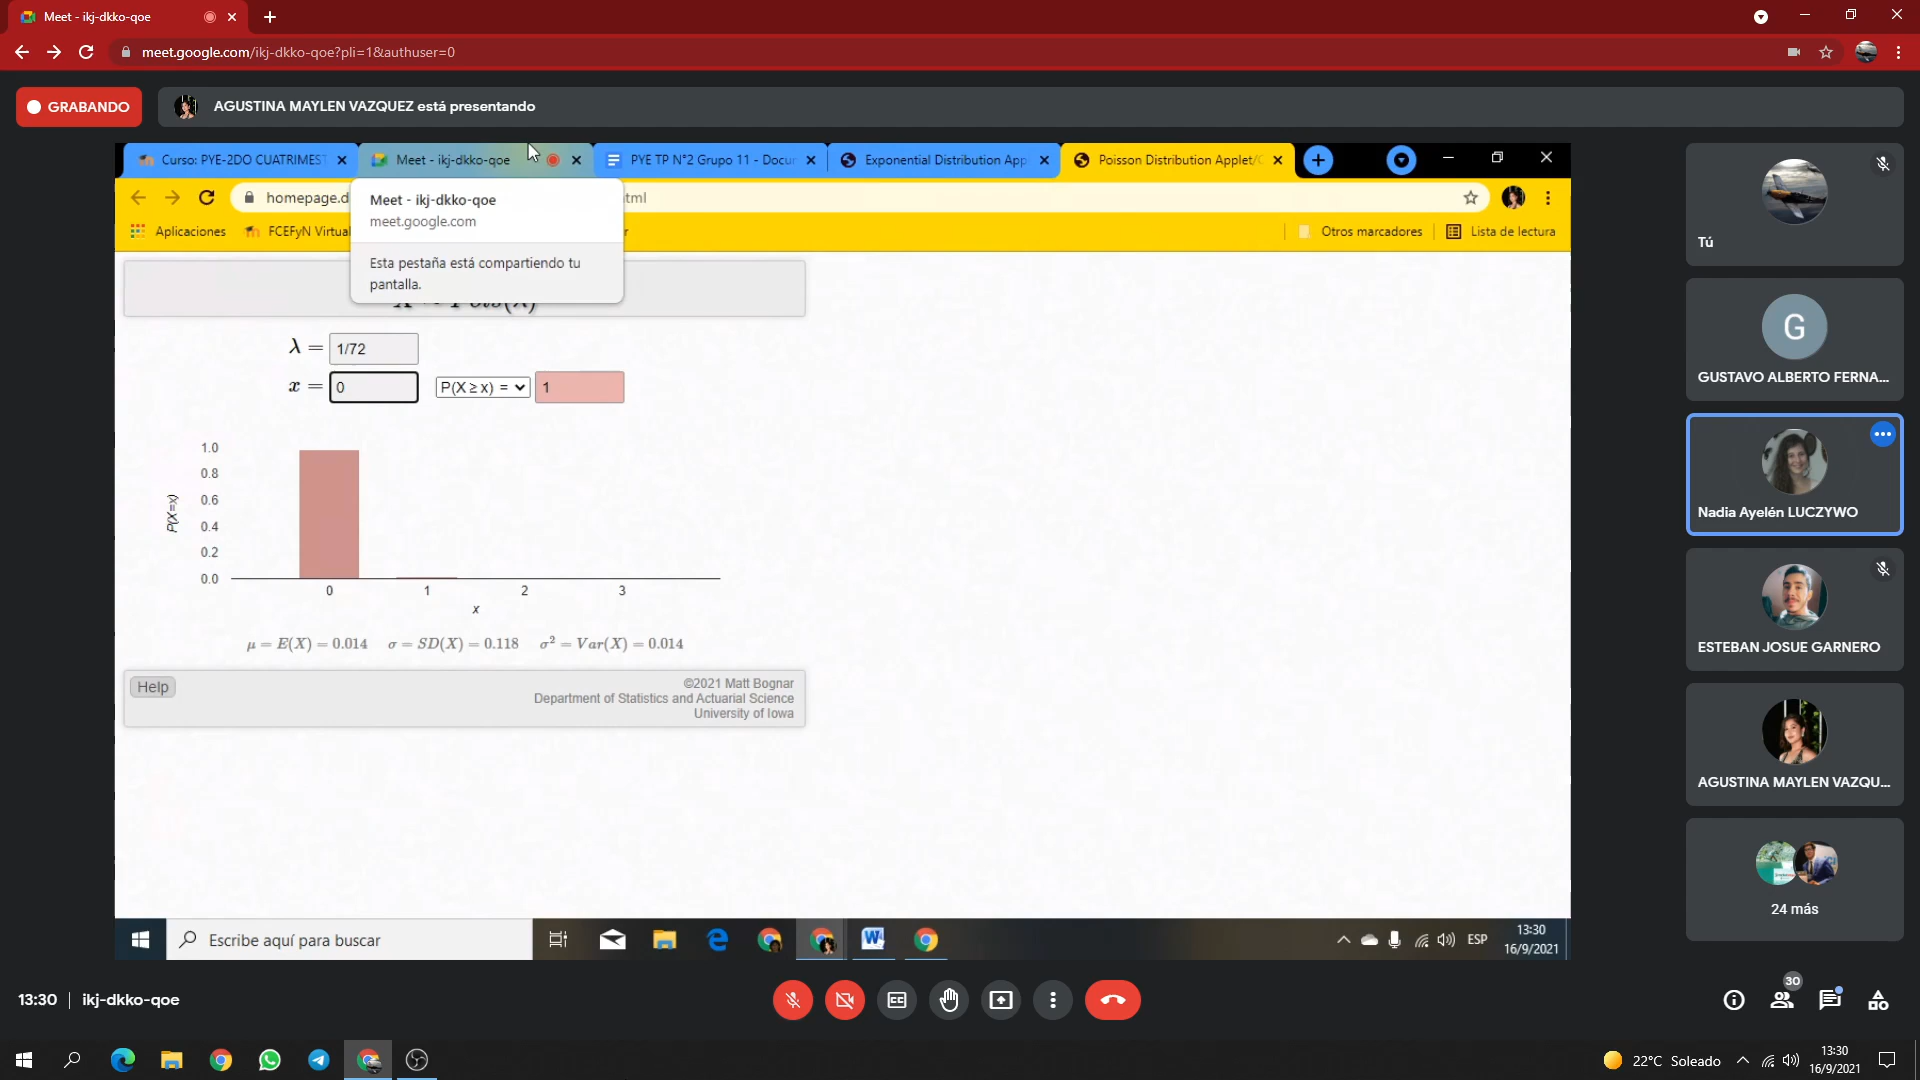 Meet - ikj-dkko-qoe
meet.google.com/ikj-dkko-qoe?pli=1&authuser=0
GRABANDO
AGUSTINA MAYLEN VAZQUEZ está presentando
Curso: PYE-2DO CUATRIMEST
Meet - ikj-dkko-qoe
PYE TP N°2 Grupo 11 - Docur
Exponential Distribution App
Poisson Distribution Applet/C
homepage.d
tml
Meet - ikj-dkko-qoe
meet.google.com
Esta pestaña está compartiendo tu
pantalla.
Aplicaciones
FCEFyN Virtual
r
Otros marcadores
Lista de lectura
λ = 1/72
x = 0
P(X ≥ x) =
1
1.0
0.8
0.6
0.4
0.2
0.0
P(X=x)
0 1 2 3
x
μ = E(X) = 0.014 σ = SD(X) = 0.118 σ² = Var(X) = 0.014
Help
©2021 Matt Bognar
Department of Statistics and Actuarial Science
University of Iowa
Tú
G
GUSTAVO ALBERTO FERNA...
Nadia Ayelén LUCZYWO
ESTEBAN JOSUE GARNERO
AGUSTINA MAYLEN VAZQU...
24 más
Escribe aquí para buscar
ESP
13:30
16/9/2021
13:30 | ikj-dkko-qoe
30
22°C Soleado
13:30
16/9/2021